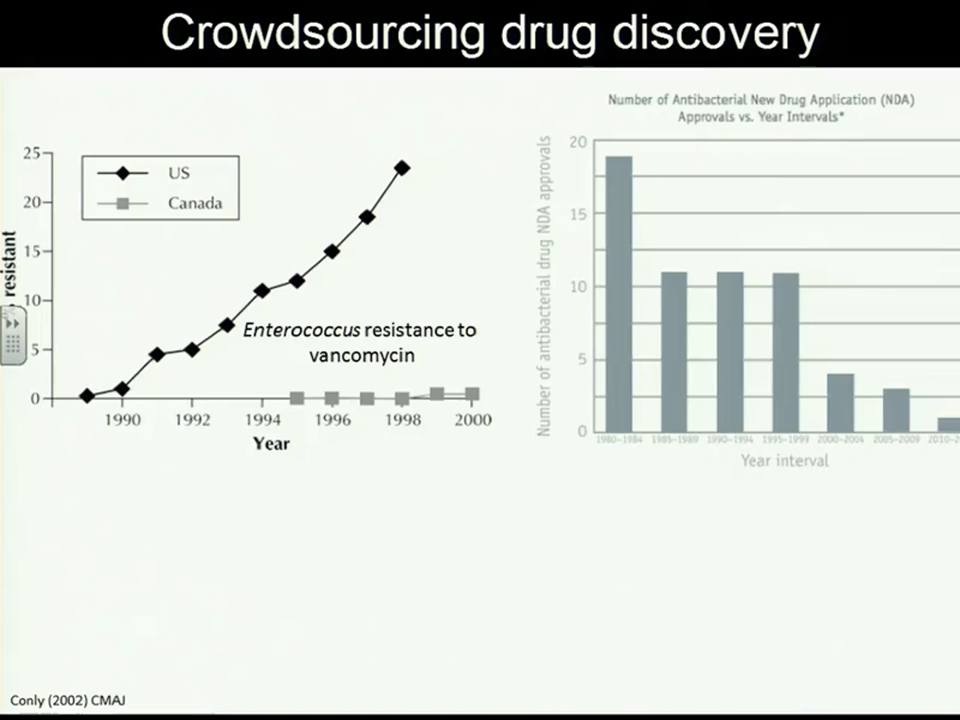 Crowdsourcing drug discovery
25
20
15
10
5
0
US
Canada
resistant
Enterococcus resistance to
vancomycin
1990
1992
1994
1996
1998
2000
Year
Number of Antibacterial New Drug Application (NDA)
Approvals vs. Year Intervals*
Number of antibacterial drug NDA approvals
20
15
10
5
0
1980–1984
1985–1989
1990–1994
1995–1999
2000–2004
2005–2009
Year interval
Conly (2002) CMAJ